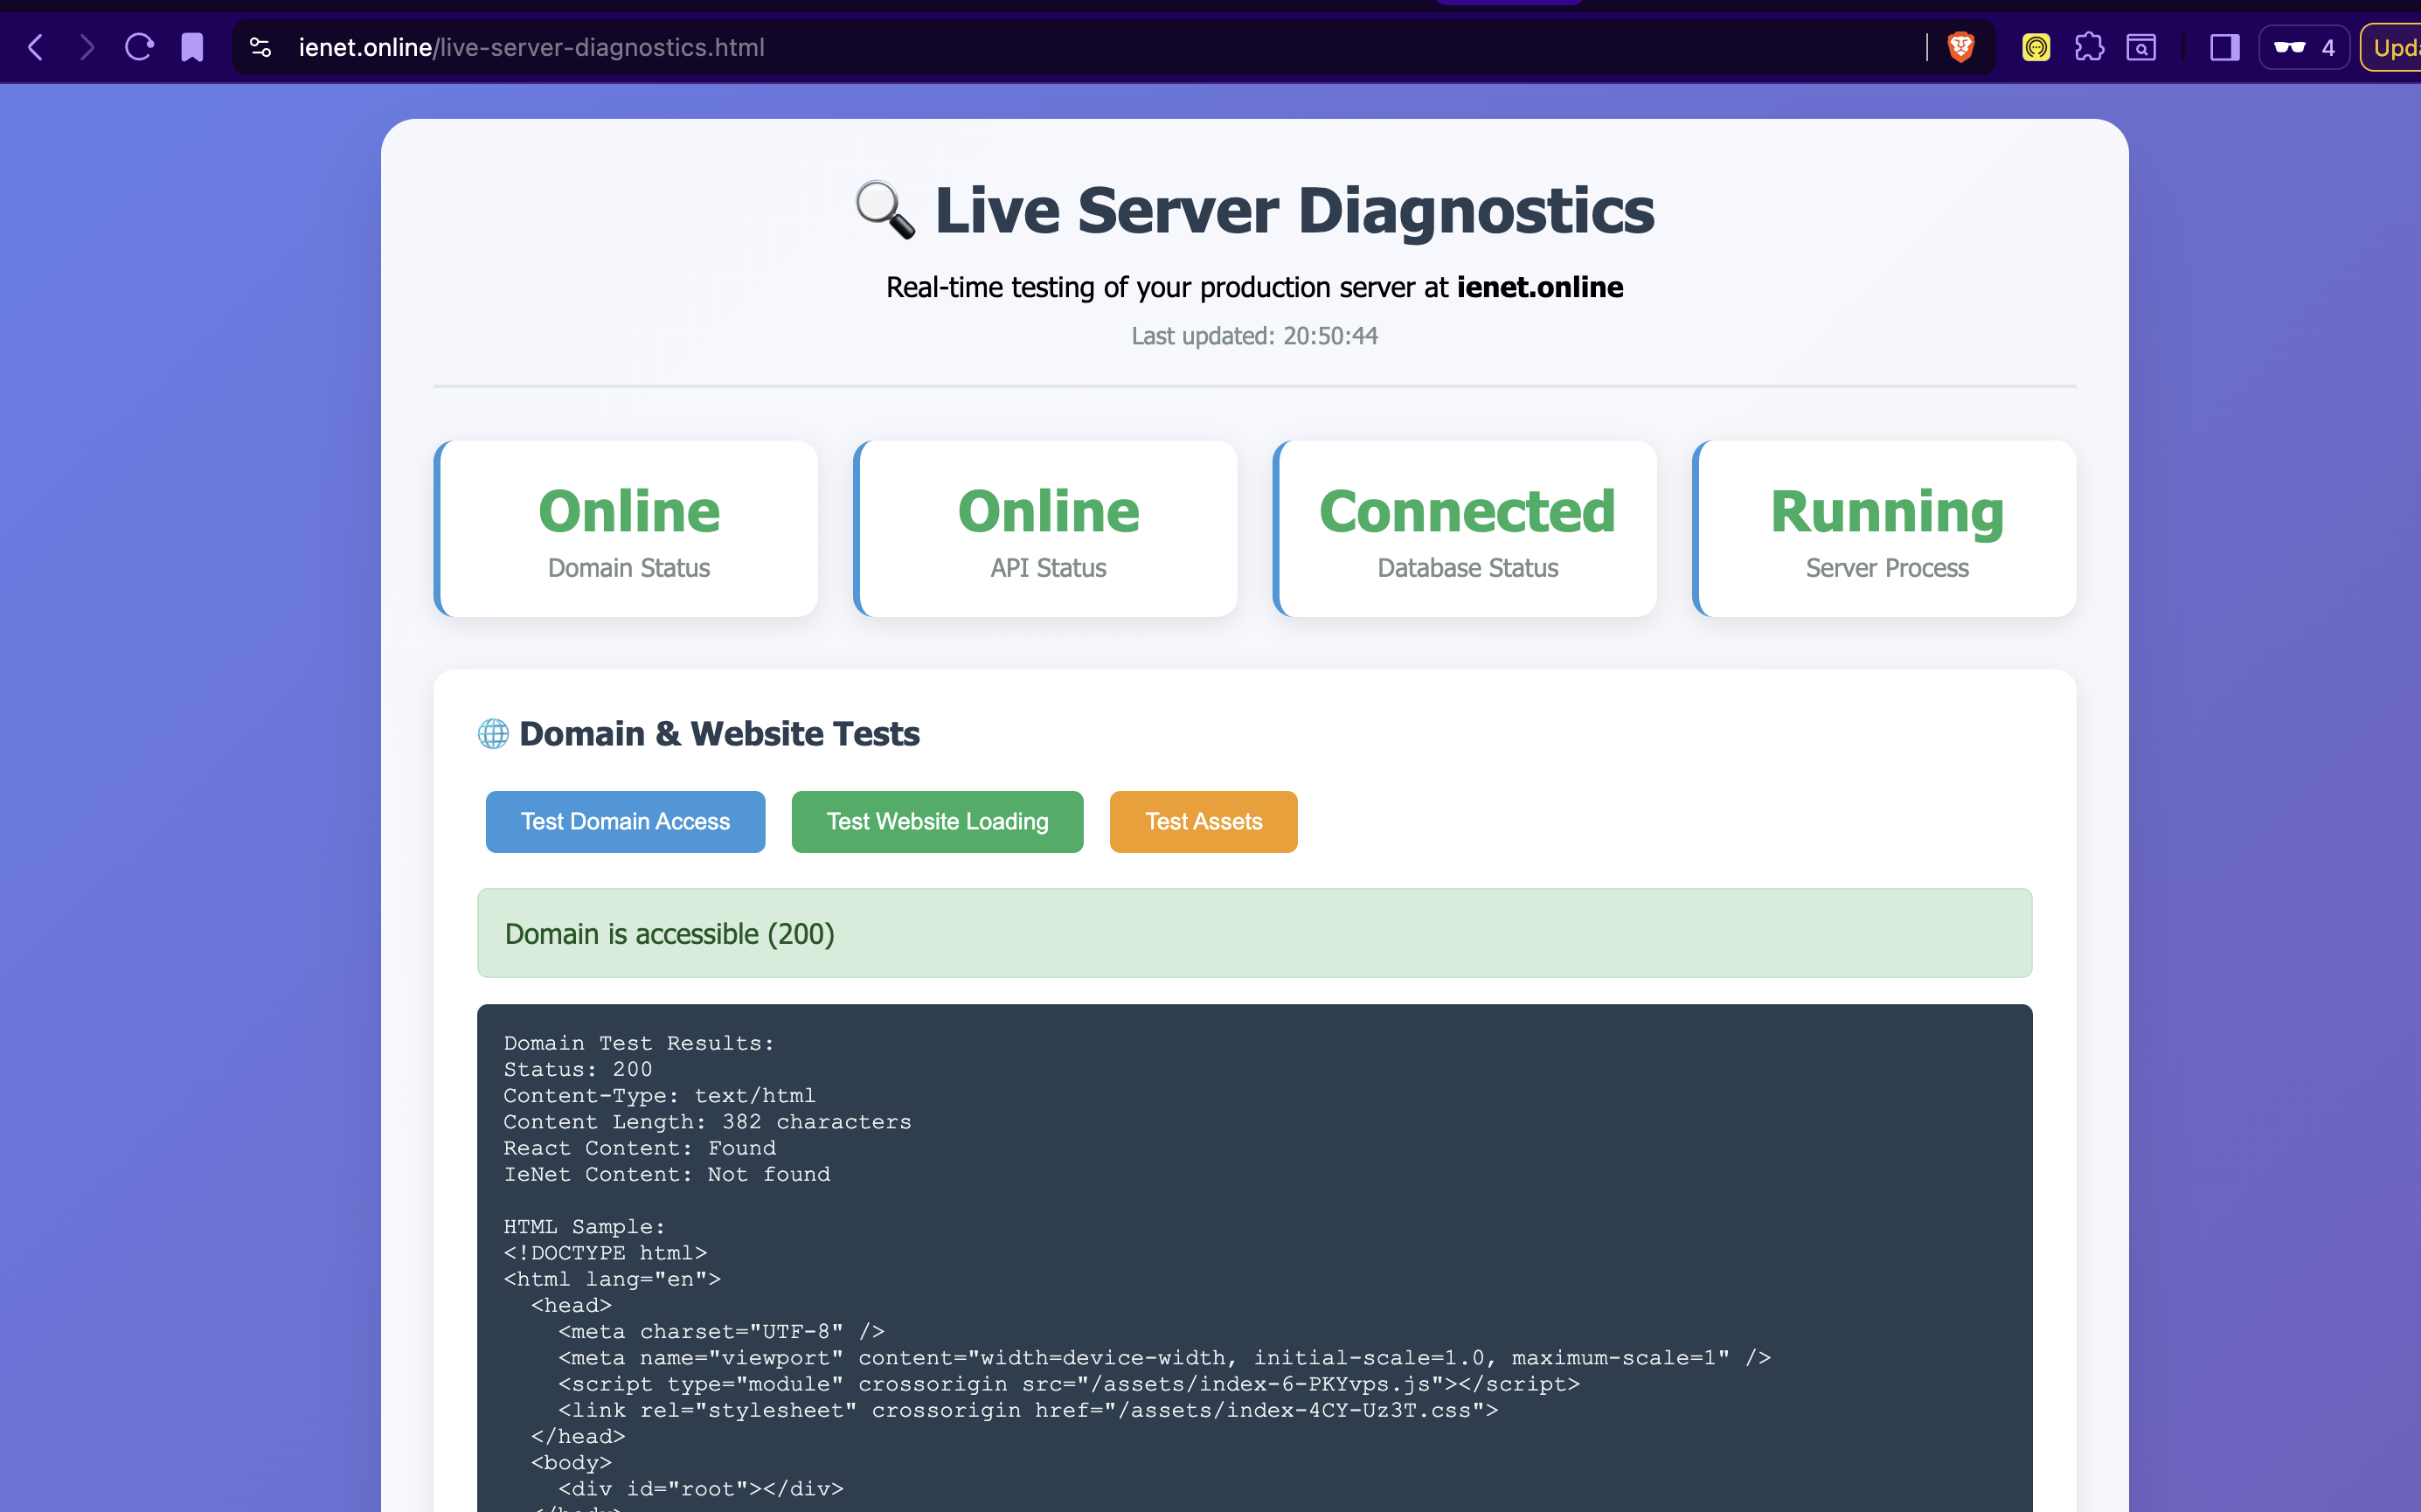 ienet.online/live-server-diagnostics.html
4
Upda
Live Server Diagnostics
Real-time testing of your production server at ienet.online
Last updated: 20:50:44
Online
Domain Status
Online
API Status
Connected
Database Status
Running
Server Process
Domain & Website Tests
Test Domain Access
Test Website Loading
Test Assets
Domain is accessible (200)
Domain Test Results:
Status: 200
Content-Type: text/html
Content Length: 382 characters
React Content: Found
IeNet Content: Not found
HTML Sample:
<!DOCTYPE html>
<html lang="en">
  <head>
    <meta charset="UTF-8" />
    <meta name="viewport" content="width=device-width, initial-scale=1.0, maximum-scale=1" />
    <script type="module" crossorigin src="/assets/index-6-PKYvps.js"></script>
    <link rel="stylesheet" crossorigin href="/assets/index-4CY-Uz3T.css">
  </head>
  <body>
    <div id="root"></div>